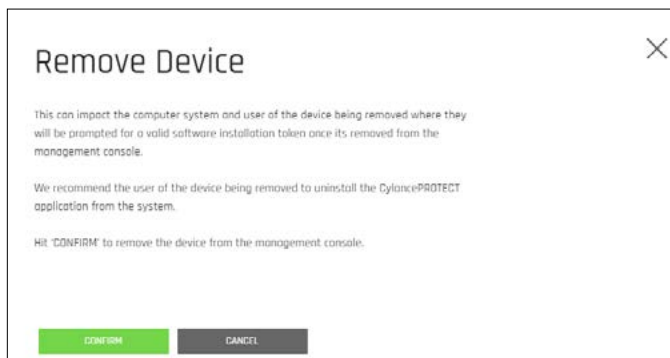 Remove Device
This can impact the computer system and user of the device being removed where they
will be prompted for a valid software installation token once its removed from the
management console.
We recommend the user of the device being removed to uninstall the CylancePROTECT
application from the system.
Hit 'CONFIRM' to remove the device from the management console.
CONFIRM CANCEL